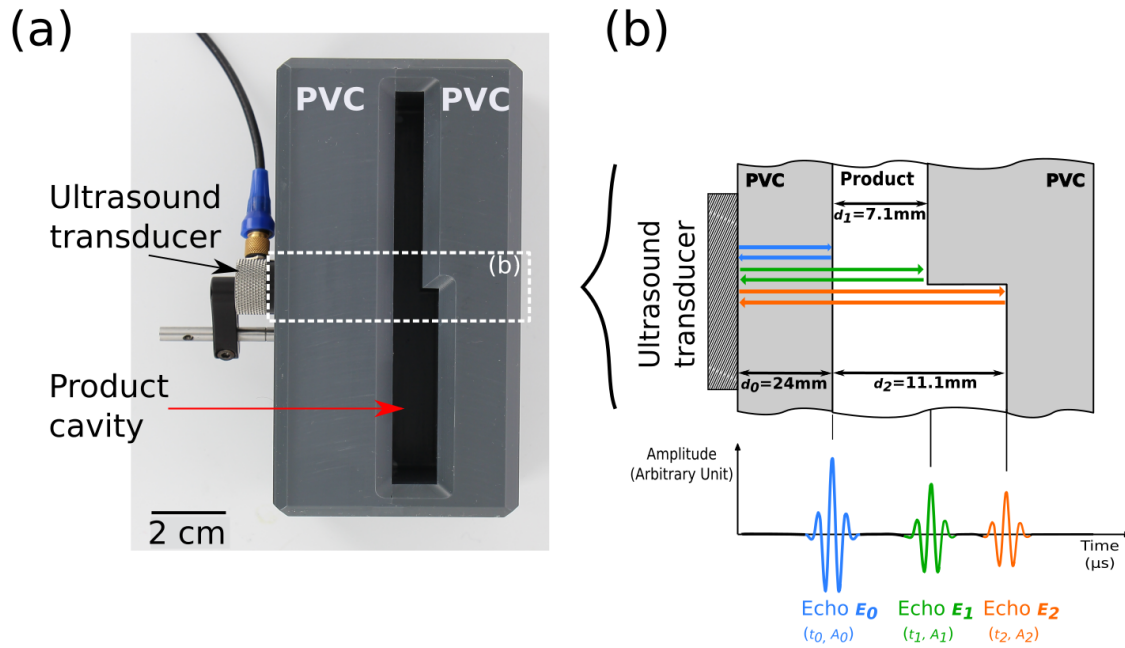 (a)
PVC
PVC
Ultrasound
transducer
(b)
Product
cavity
2 cm
(b)
Ultrasound
transducer
PVC
Product
PVC
d1=7.1mm
d0=24mm
d2=11.1mm
Amplitude
(Arbitrary Unit)
Time
(μs)
Echo E0
(t0, A0)
Echo E1
(t1, A1)
Echo E2
(t2, A2)